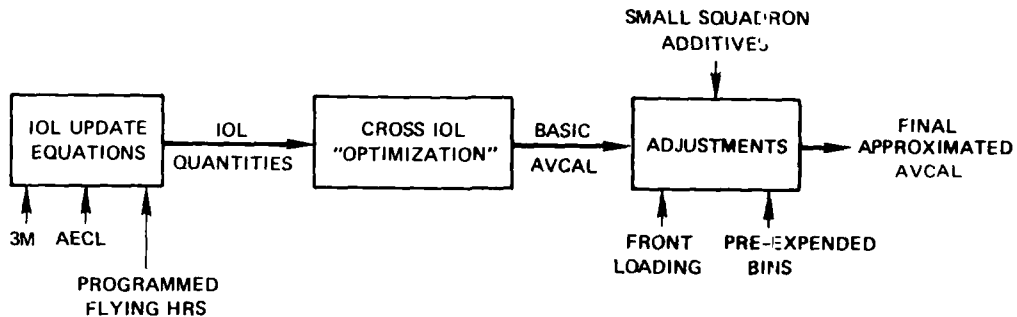 SMALL SQUADRON
ADDITIVES
IOL UPDATE
EQUATIONS
IOL
QUANTITIES
CROSS IOL
"OPTIMIZATION"
BASIC
AVCAL
ADJUSTMENTS
FINAL
APPROXIMATED
AVCAL
3M
AECL
PROGRAMMED
FLYING HRS
FRONT
LOADING
PRE-EXPENDED
BINS